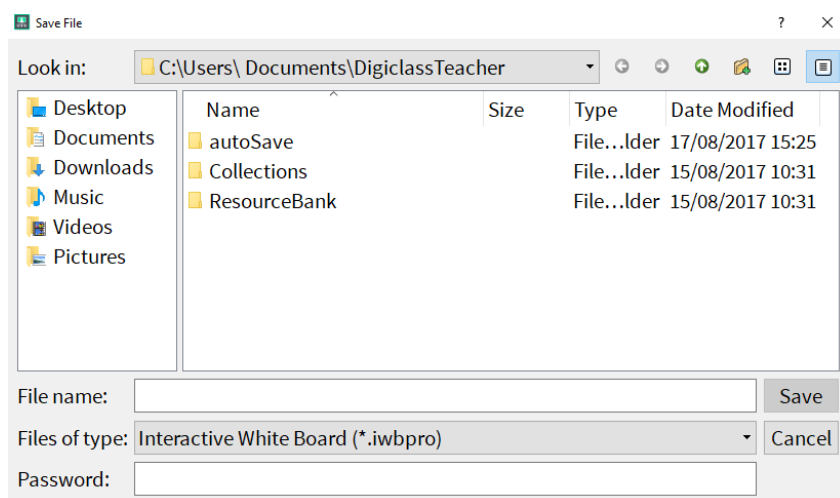 Save File
?
Look in: C:\Users\ Documents\DigiclassTeacher
Desktop
Documents
Downloads
Music
Videos
Pictures
Name Size Type Date Modified
autoSave File...lder 17/08/2017 15:25
Collections File...lder 15/08/2017 10:31
ResourceBank File...lder 15/08/2017 10:31
File name: Save
Files of type: Interactive White Board (*.iwbpro) Cancel
Password: